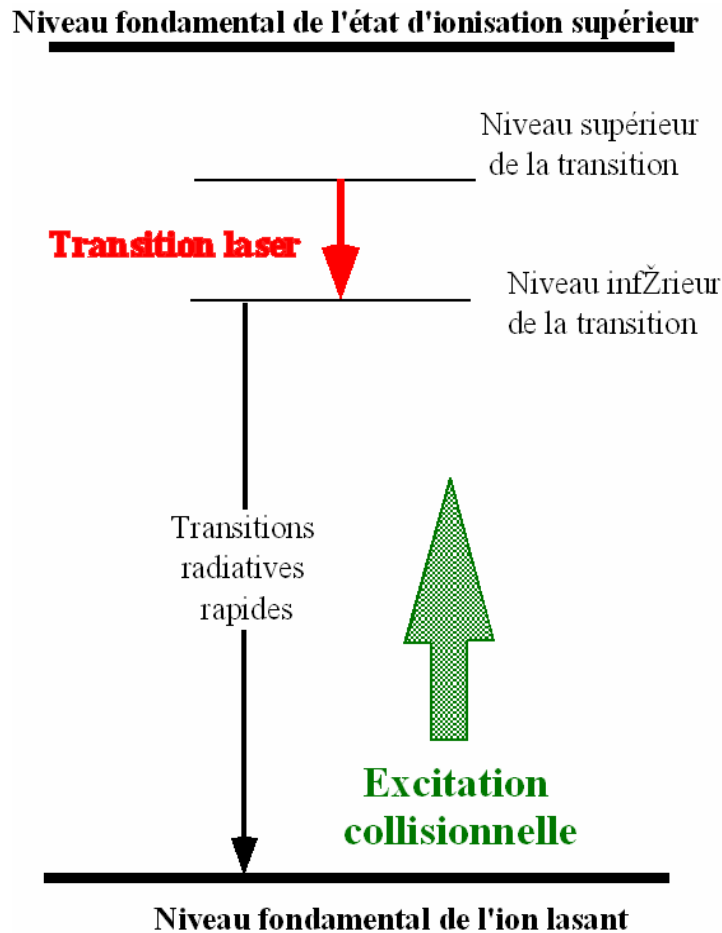 Niveau fondamental de l'état d'ionisation supérieur
Niveau supérieur
de la transition
Transition laser
Niveau infŽrieur
de la transition
Transitions
radiatives
rapides
Excitation
collisionnelle
Niveau fondamental de l'ion lasant